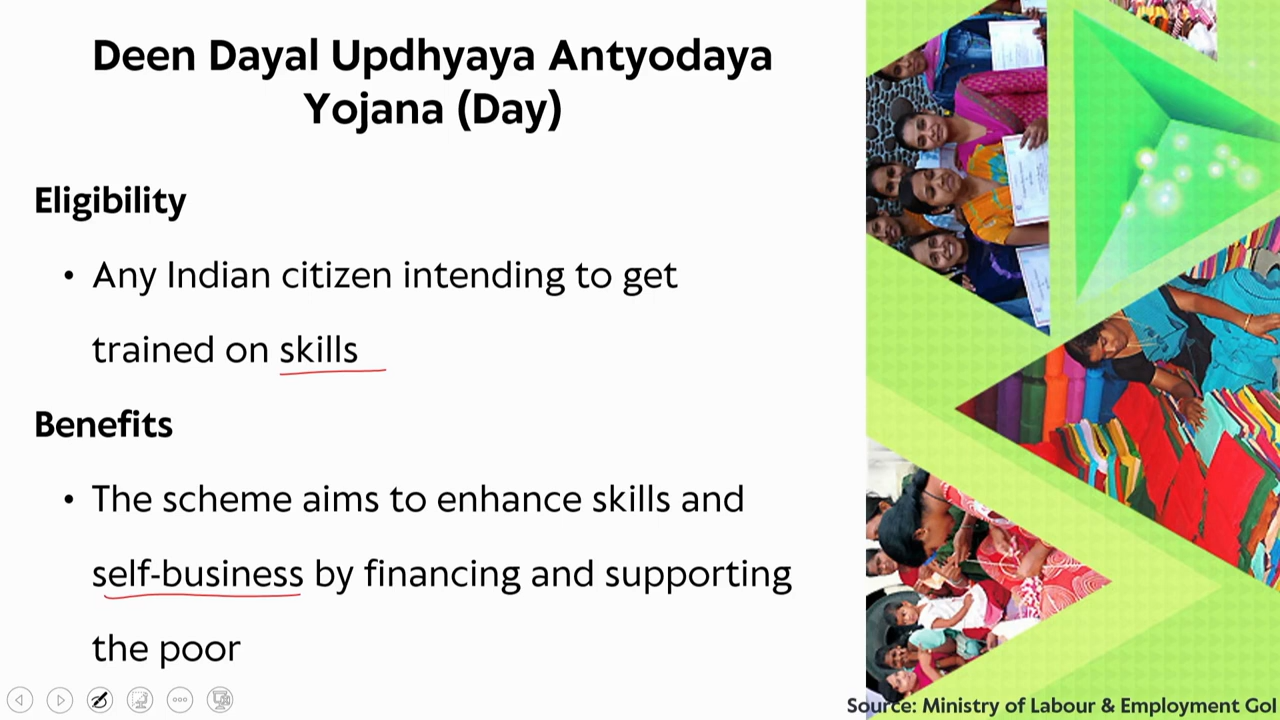 Deen Dayal Updhyaya Antyodaya
Yojana (Day)
Eligibility
• Any Indian citizen intending to get
trained on skills
Benefits
• The scheme aims to enhance skills and
self-business by financing and supporting
the poor
Source: Ministry of Labour & Employment GoI